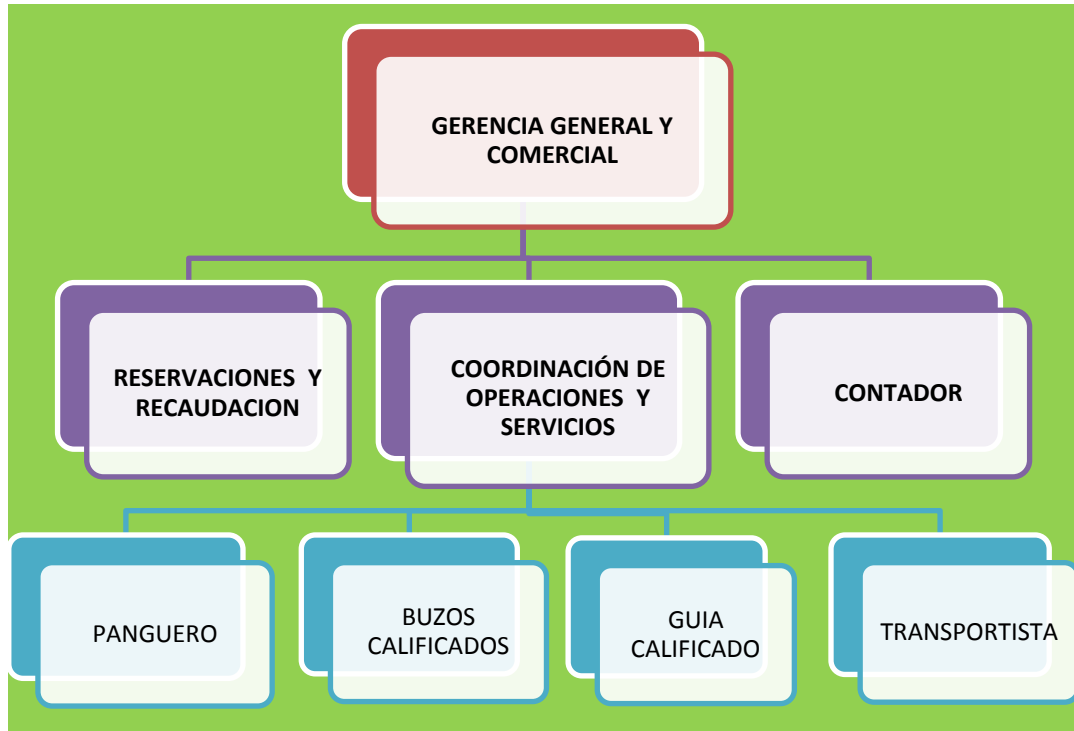 GERENCIA GENERAL Y
COMERCIAL
RESERVACIONES Y
RECAUDACION
COORDINACIÓN DE
OPERACIONES Y
SERVICIOS
CONTADOR
PANGUERO
BUZOS
CALIFICADOS
GUIA
CALIFICADO
TRANSPORTISTA